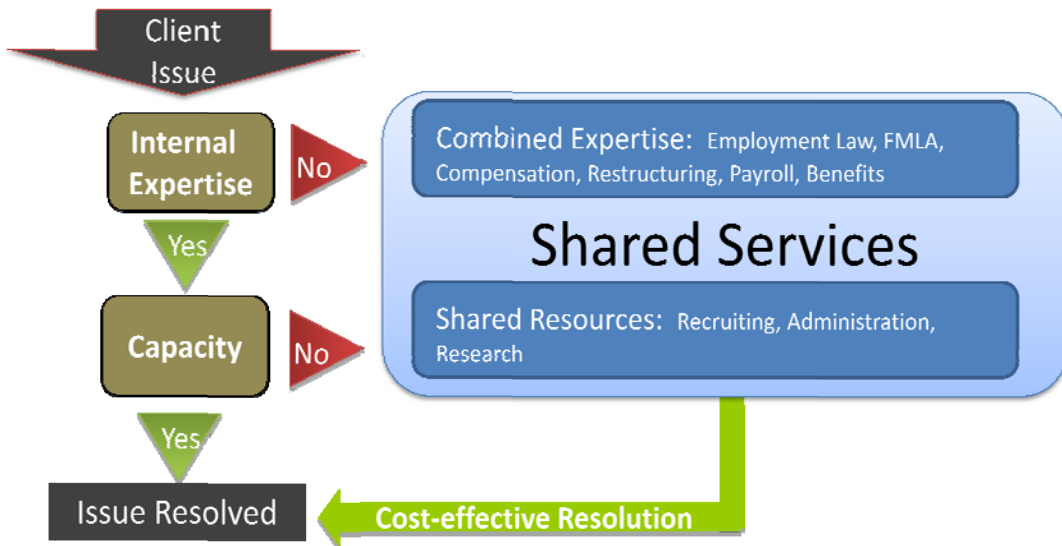 Client
Issue
Internal
Expertise
No
Combined Expertise: Employment Law, FMLA,
Compensation, Restructuring, Payroll, Benefits
Yes
Shared Services
Capacity
No
Shared Resources: Recruiting, Administration,
Research
Yes
Issue Resolved
Cost-effective Resolution